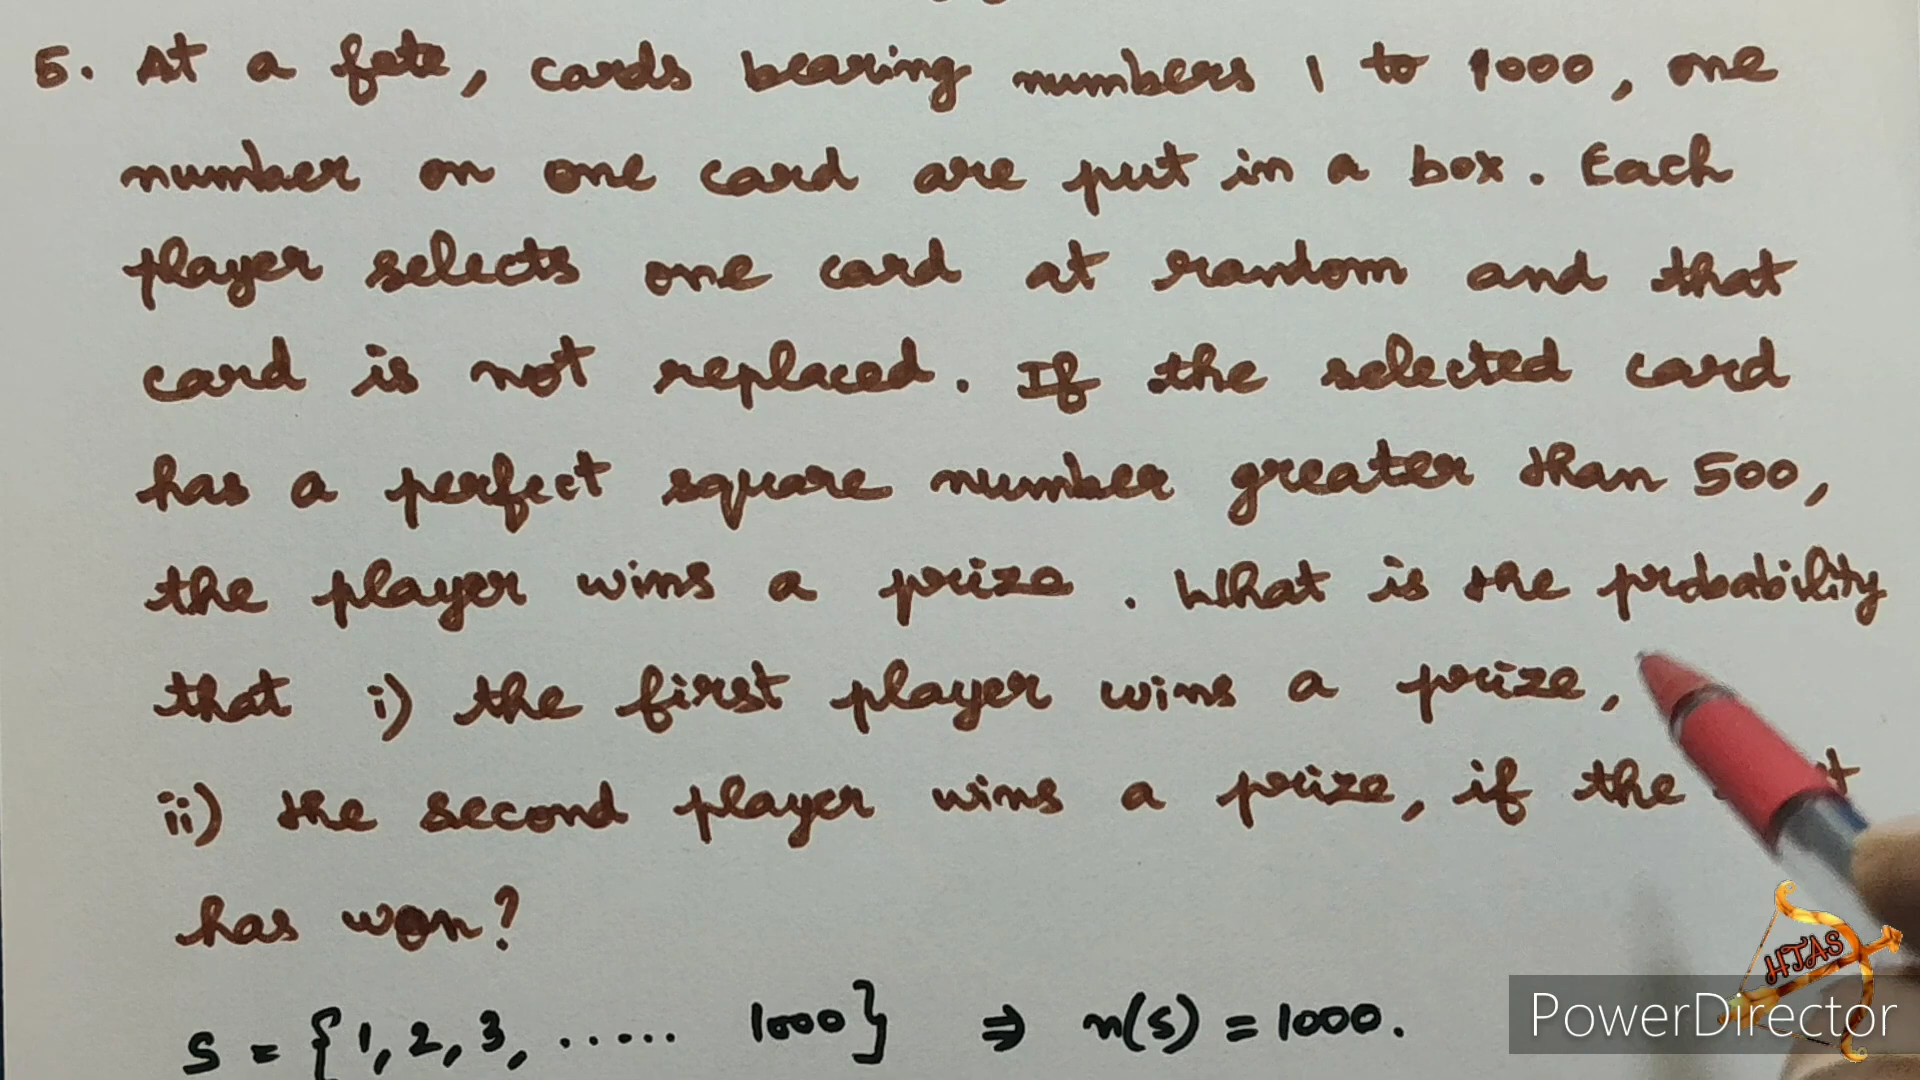 5. At a fete, cards bearing numbers 1 to 1000, one
number on one card are put in a box. Each
player selects one card at random and that
card is not replaced. If the selected card
has a perfect square number greater than 500,
the player wins a prize. What is the probability
that i) the first player wins a prize,
ii) the second player wins a prize, if the
has won?
HTAS
PowerDirector
S = {1, 2, 3, ..... 1000} ⇒ n(S) = 1000.